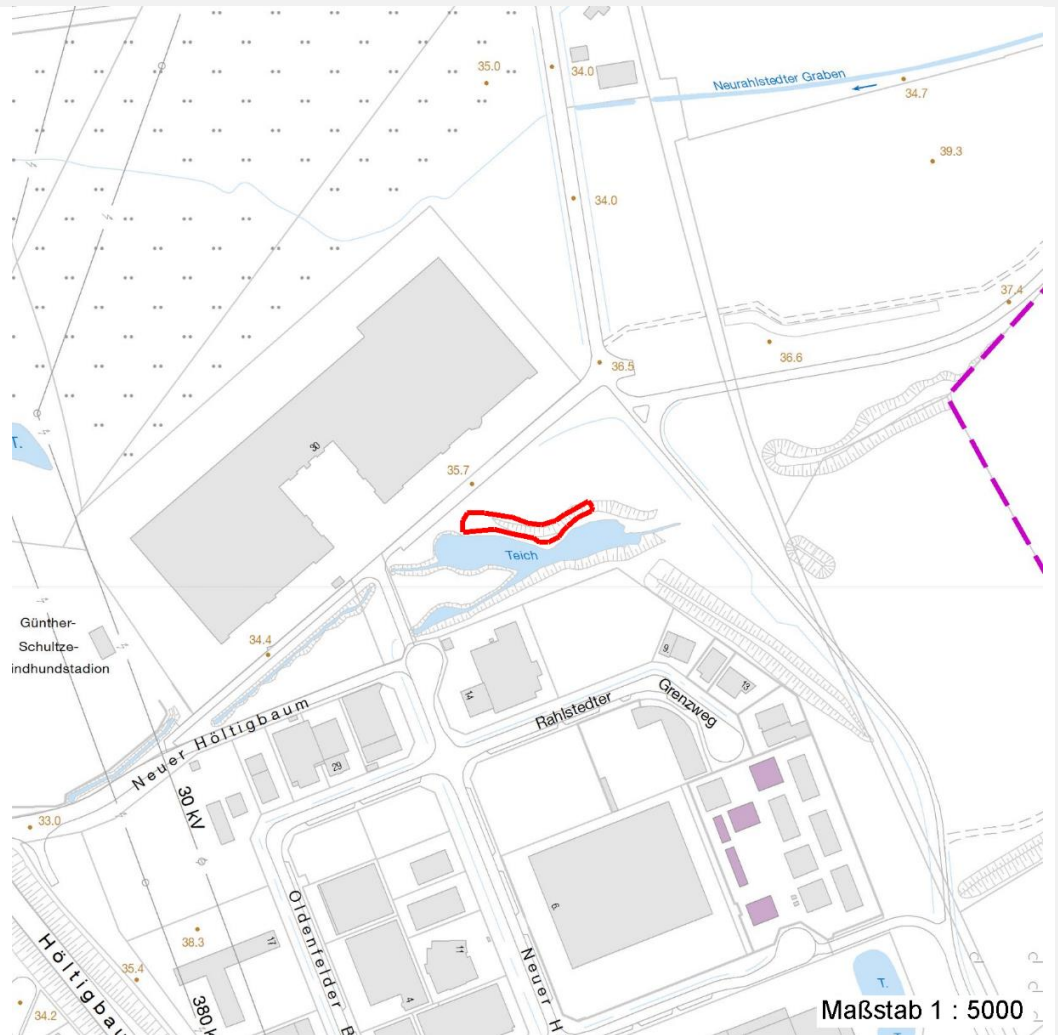 35.0
34.0
Neurahlstedter Graben
34.7
39.3
34.0
37.4
36.6
36.5
T.
30
35.7
Teich
Günther-
Schultze-
indhundstadion
34.4
14
9
13
Rahlstedter
Grenzweg
Neuer Höltigbaum
29
30 kV
33.0
Oldenfelder B
6
Neuer H
11
4
17
38.3
35.4
Höltigbau
34.2
380 k
T.
Maßstab 1 : 5000